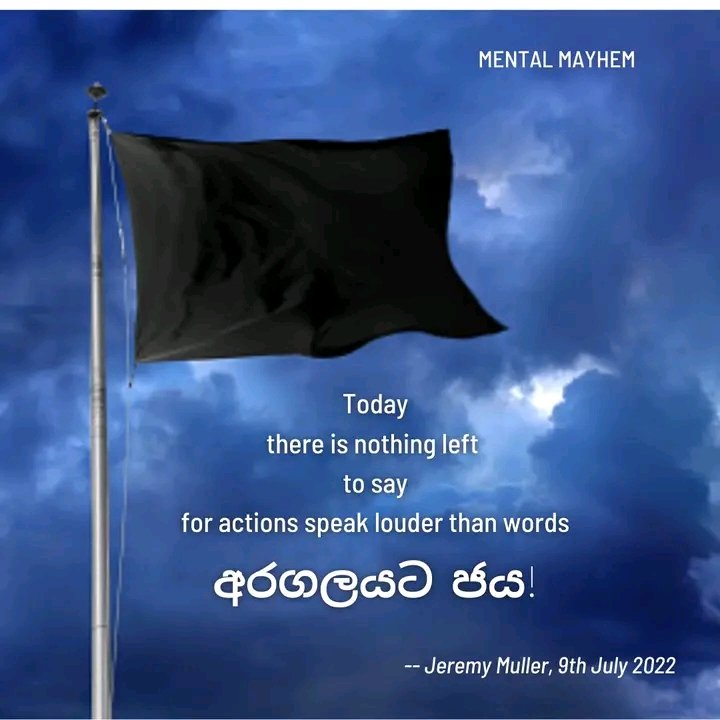 MENTAL MAYHEM
Today
there is nothing left
to say
for actions speak louder than words
අරගලයට ජය!
-- Jeremy Muller, 9th July 2022